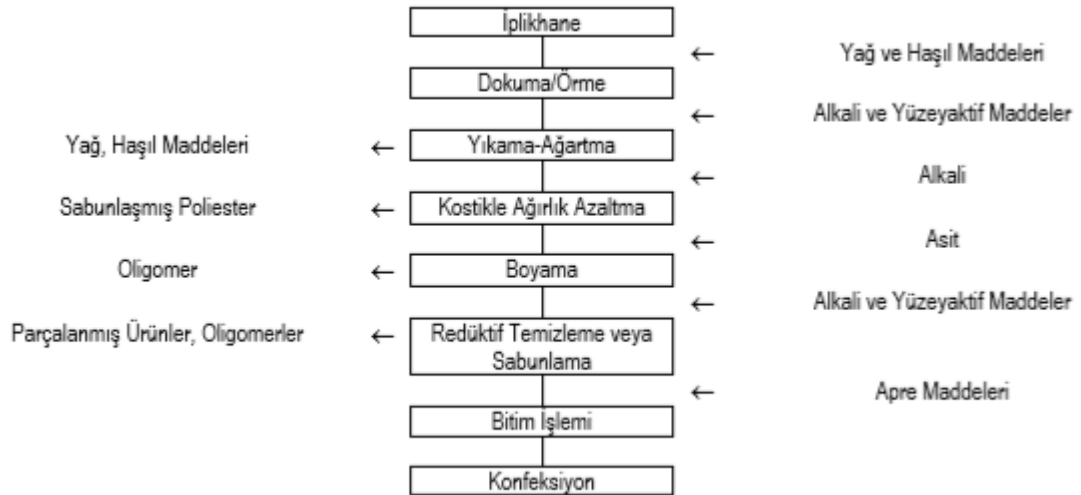 İplikhane
← Yağ ve Haşıl Maddeleri
Dokuma/Örme
← Alkali ve Yüzeyaktif Maddeler
Yağ, Haşıl Maddeleri ← Yıkama-Ağartma
← Alkali
Sabunlaşmış Poliester ← Kostikle Ağırlık Azaltma
← Asit
Oligomer ← Boyama
← Alkali ve Yüzeyaktif Maddeler
Parçalanmış Ürünler, Oligomerler ← Redüktif Temizleme veya
Sabunlama
← Apre Maddeleri
Bitim İşlemi
Konfeksiyon